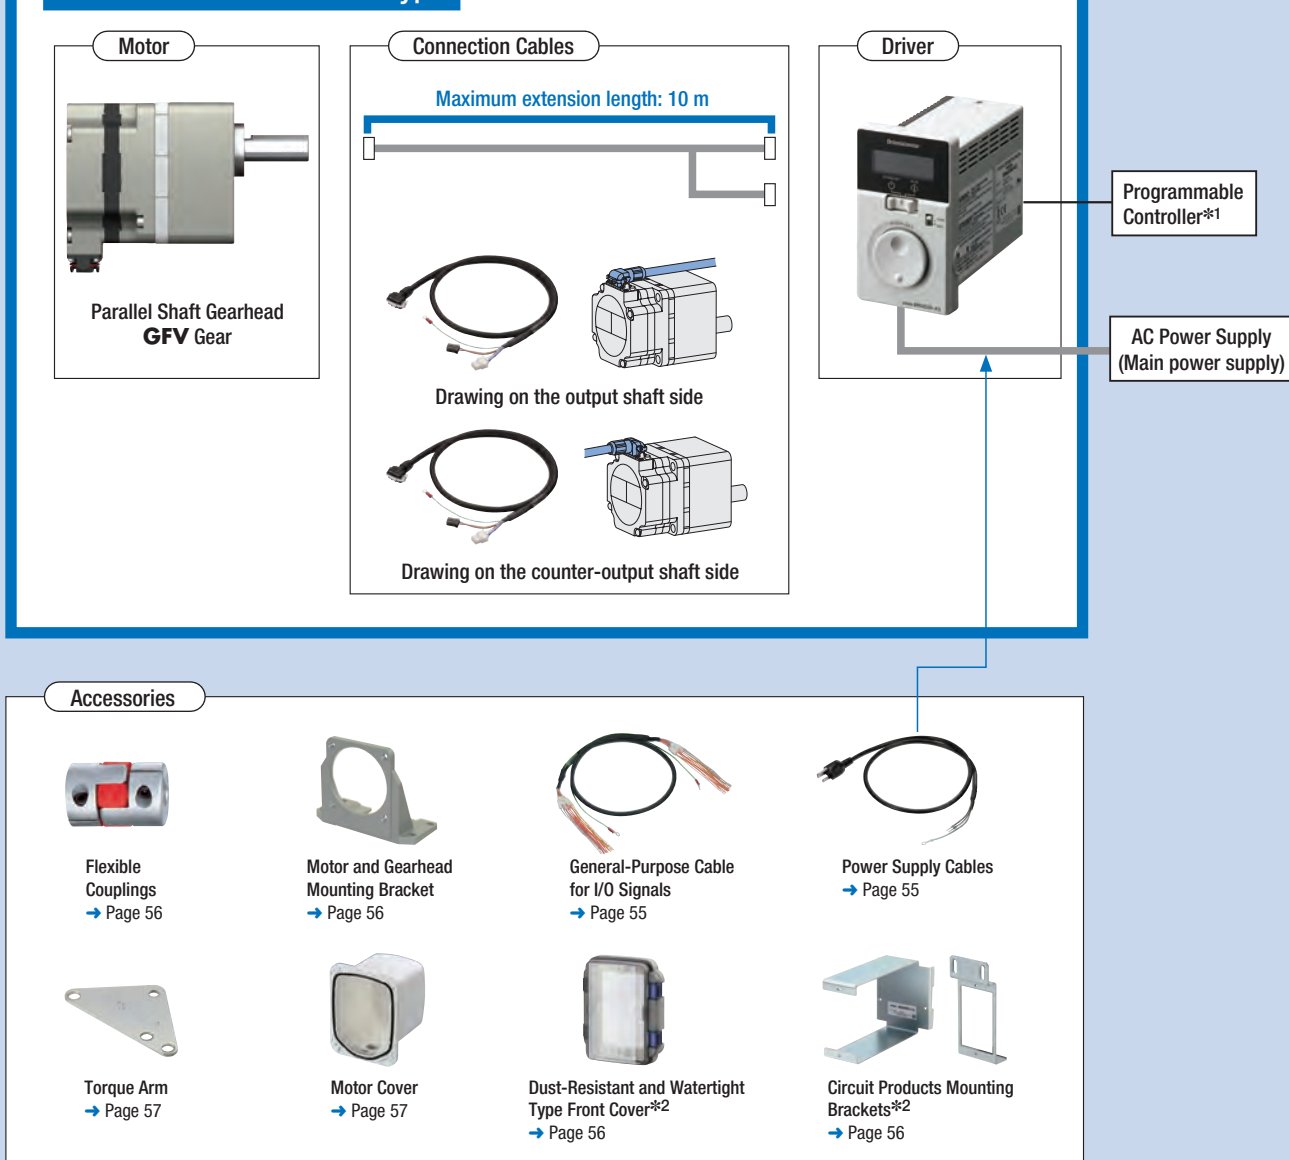 Motor
Connection Cables
Driver
Maximum extension length: 10 m
Programmable
Controller*1
Parallel Shaft Gearhead
GFV Gear
AC Power Supply
(Main power supply)
Drawing on the output shaft side
Drawing on the counter-output shaft side
Accessories
Flexible
Couplings
➜ Page 56
Motor and Gearhead
Mounting Bracket
➜ Page 56
General-Purpose Cable
for I/O Signals
➜ Page 55
Power Supply Cables
➜ Page 55
Torque Arm
➜ Page 57
Motor Cover
➜ Page 57
Dust-Resistant and Watertight
Type Front Cover*2
➜ Page 56
Circuit Products Mounting
Brackets*2
➜ Page 56